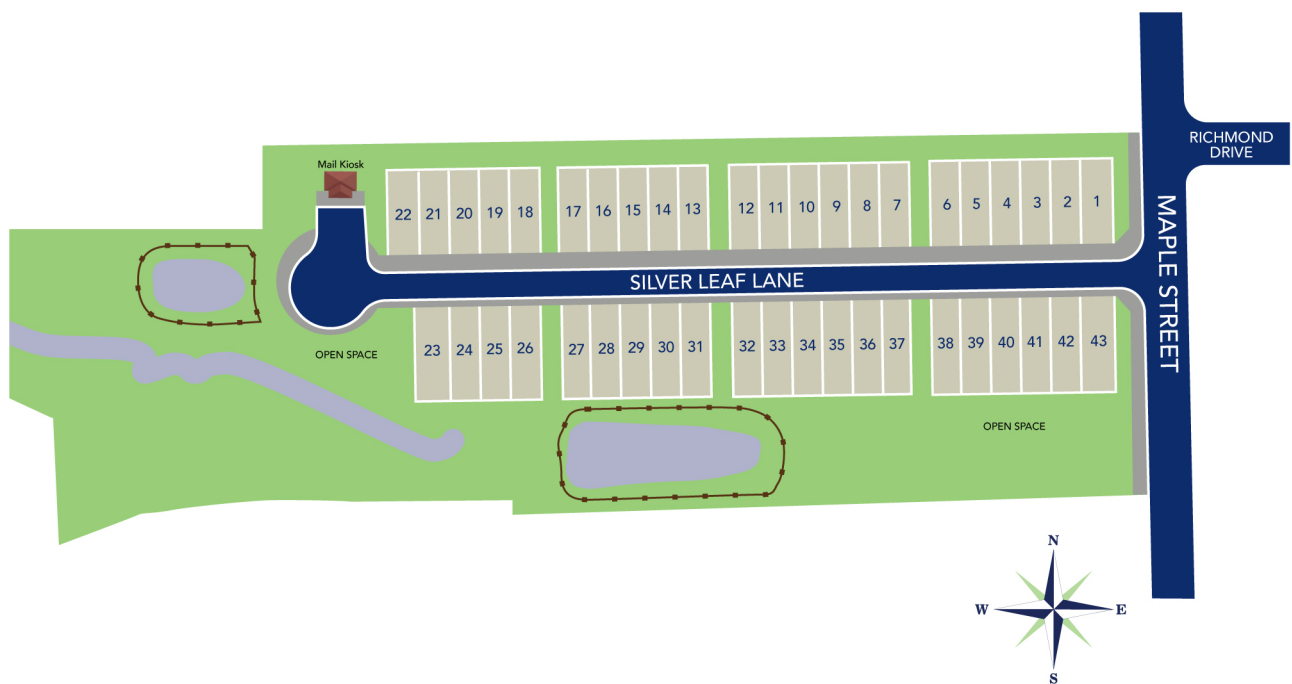 RICHMOND
DRIVE
Mail Kiosk
22 21 20 19 18 17 16 15 14 13 12 11 10 9 8 7 6 5 4 3 2 1
MAPLE STREET
SILVER LEAF LANE
23 24 25 26 27 28 29 30 31 32 33 34 35 36 37 38 39 40 41 42 43
OPEN SPACE
OPEN SPACE
N
W E
S